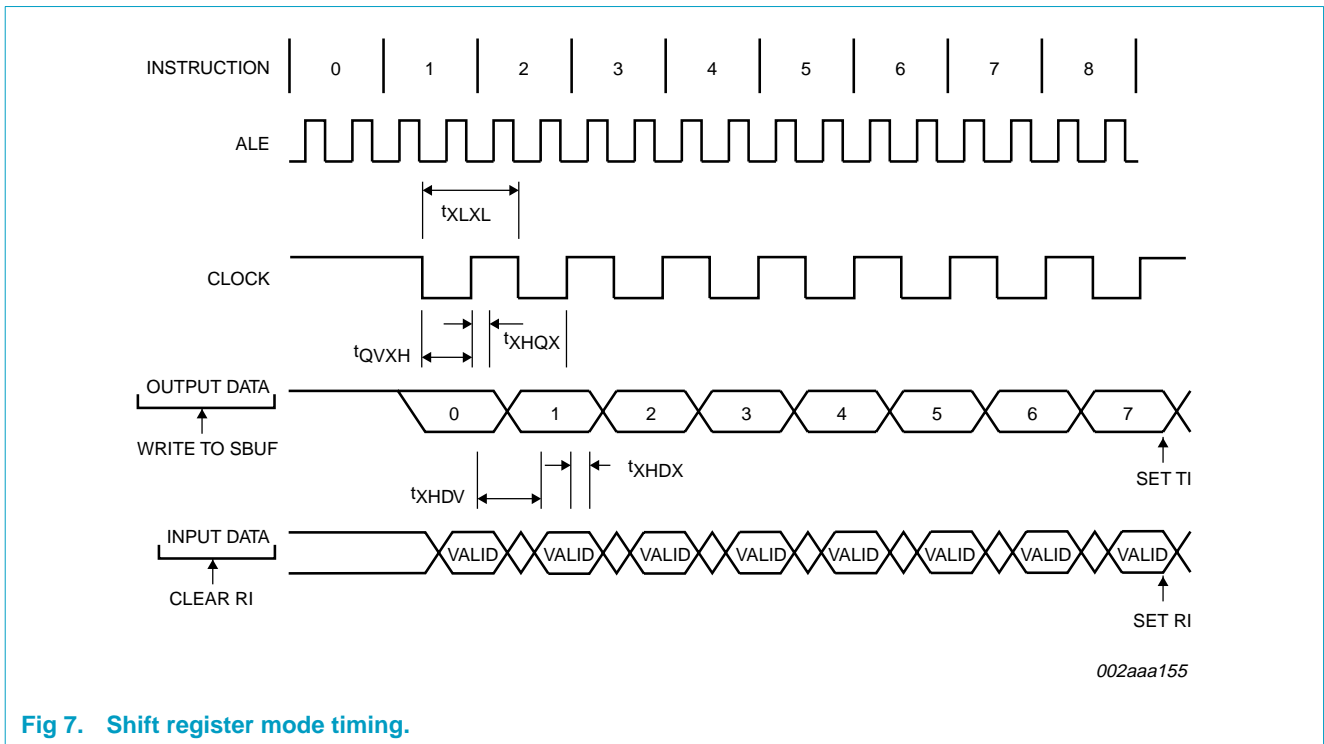 INSTRUCTION 0 1 2 3 4 5 6 7 8
ALE
tXLXL
CLOCK
tQVXH tXHQX
OUTPUT DATA 0 1 2 3 4 5 6 7
WRITE TO SBUF
SET TI
tXHDV tXHDX
INPUT DATA VALID VALID VALID VALID VALID VALID VALID VALID
CLEAR RI
SET RI
002aaa155
Fig 7. Shift register mode timing.